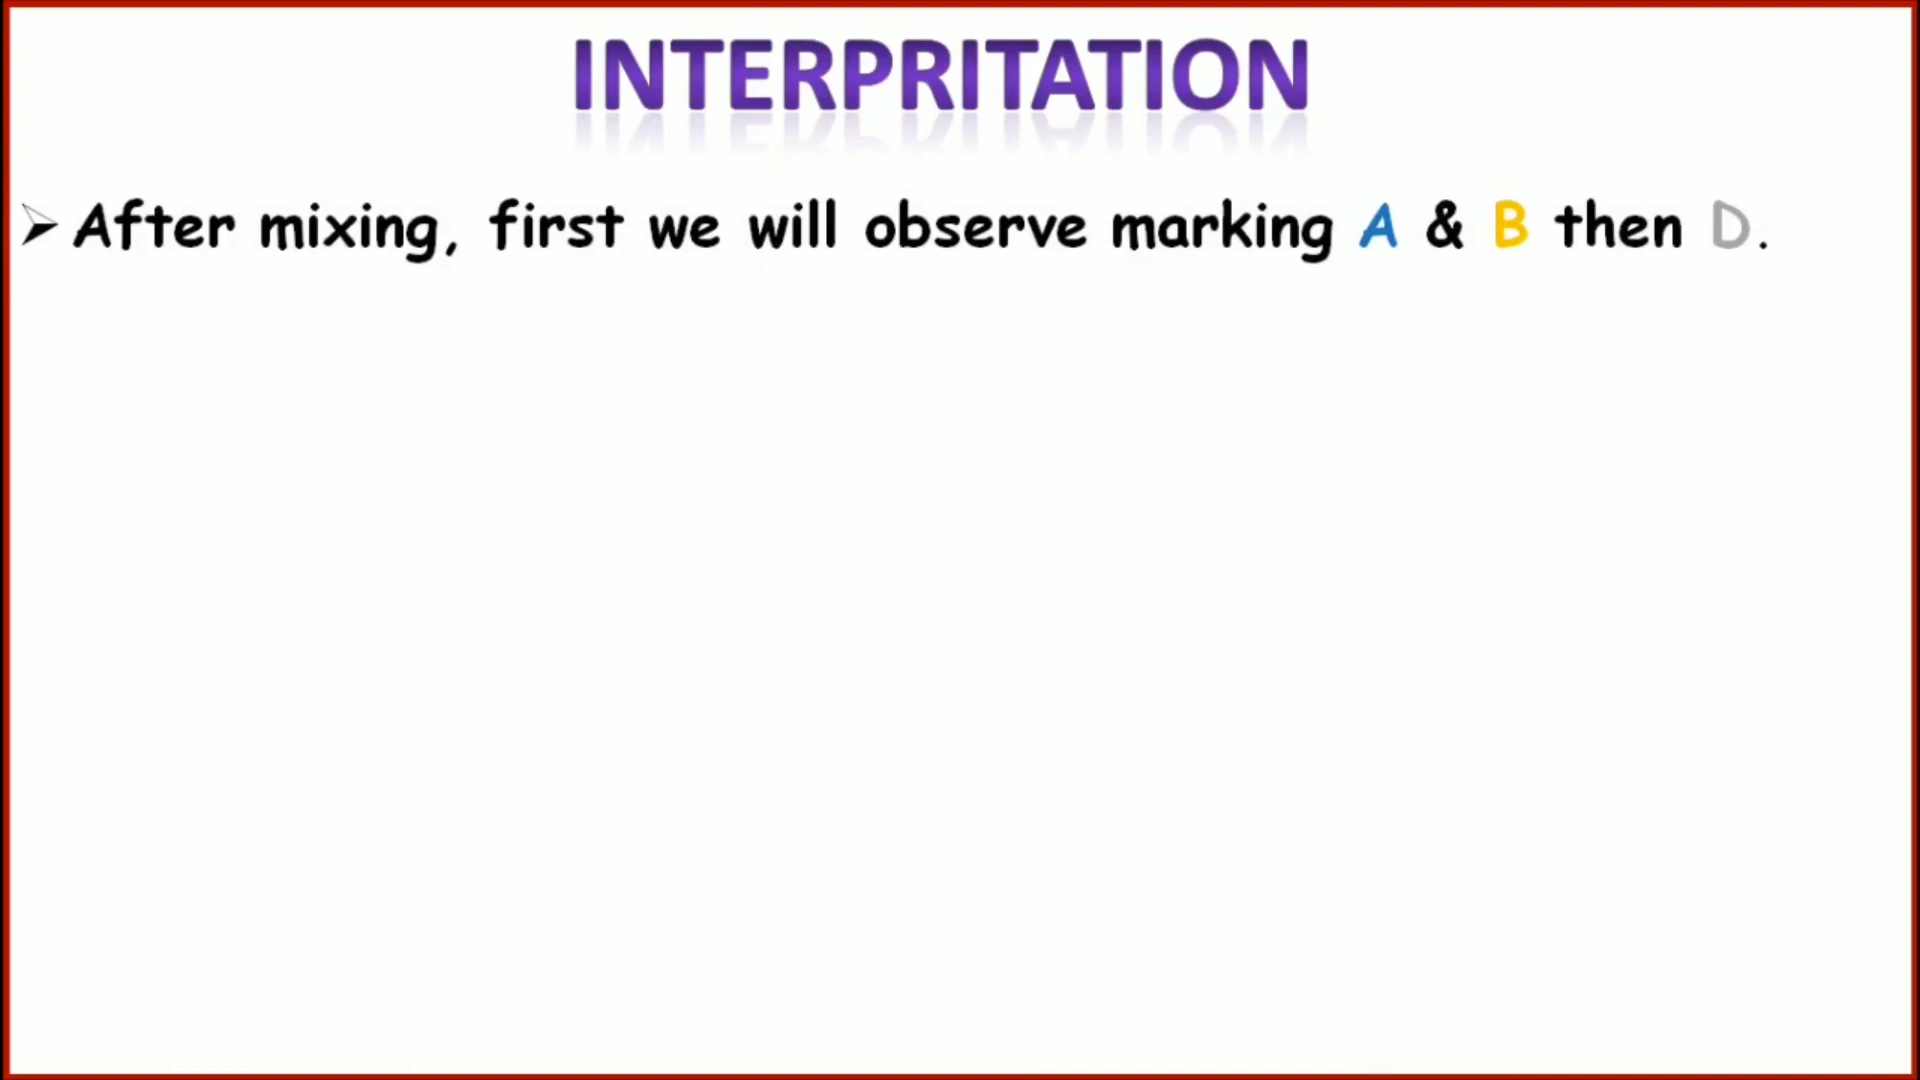 INTERPRITATION
➢ After mixing, first we will observe marking A & B then D.